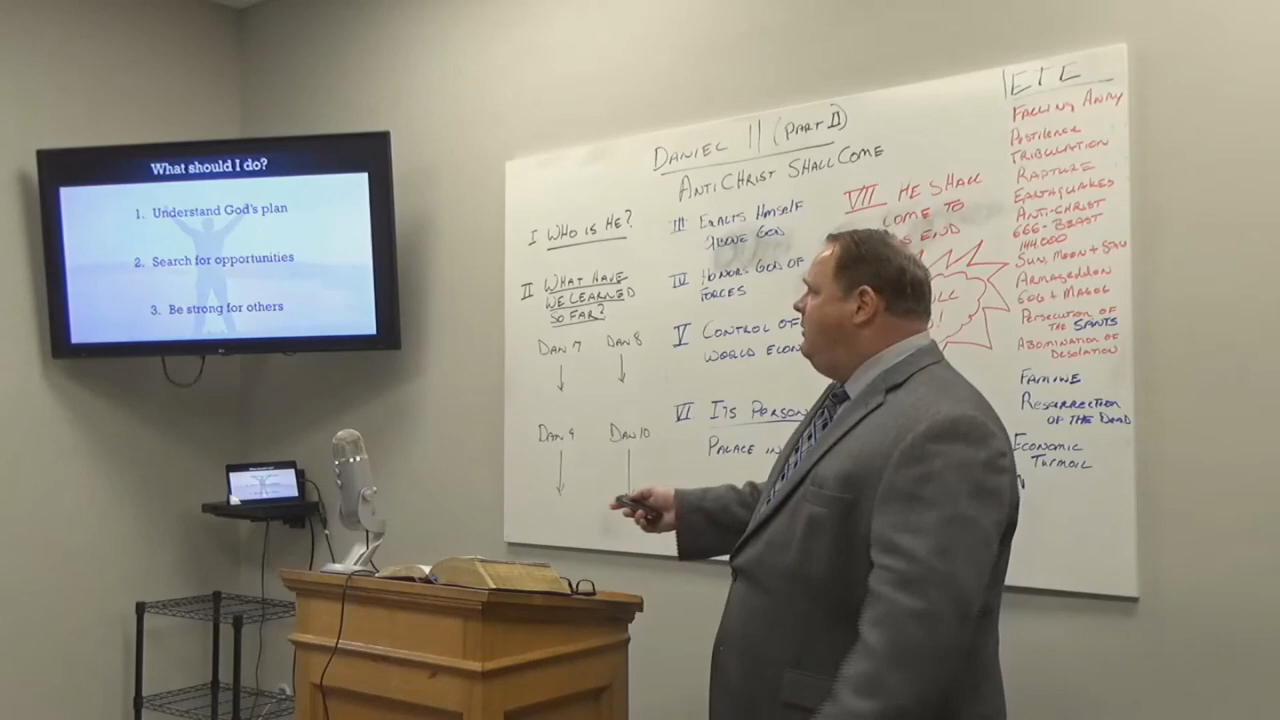 What should I do?
1. Understand God's plan
2. Search for opportunities
3. Be strong for others
DANIEL 11 (PART II)
ANTICHRIST SHALL COME
I WHO IS HE?
II WHAT HAVE
WE LEARNED
SO FAR?
DAN 7 DAN 8
DAN 9 DAN 10
III EXALTS HIMSELF
ABOVE GOD
IV HONORS GOD OF
FORCES
V CONTROL OF
WORLD
VI ITS PERSON
PALACE IN
VII HE SHALL
COME TO
END
IETE
FALLING AWAY
PESTILENCE
TRIBULATION
RAPTURE
EARTHQUAKES
ANTI-CHRIST
666-BEAST
144,000
SUN, MOON + STAR
ARMAGEDDON
GOG + MAGOG
PERSECUTION OF
THE SAINTS
ABOMINATION OF
DESOLATION
FAMINE
RESURRECTION
OF THE DEAD
ECONOMIC
TURMOIL